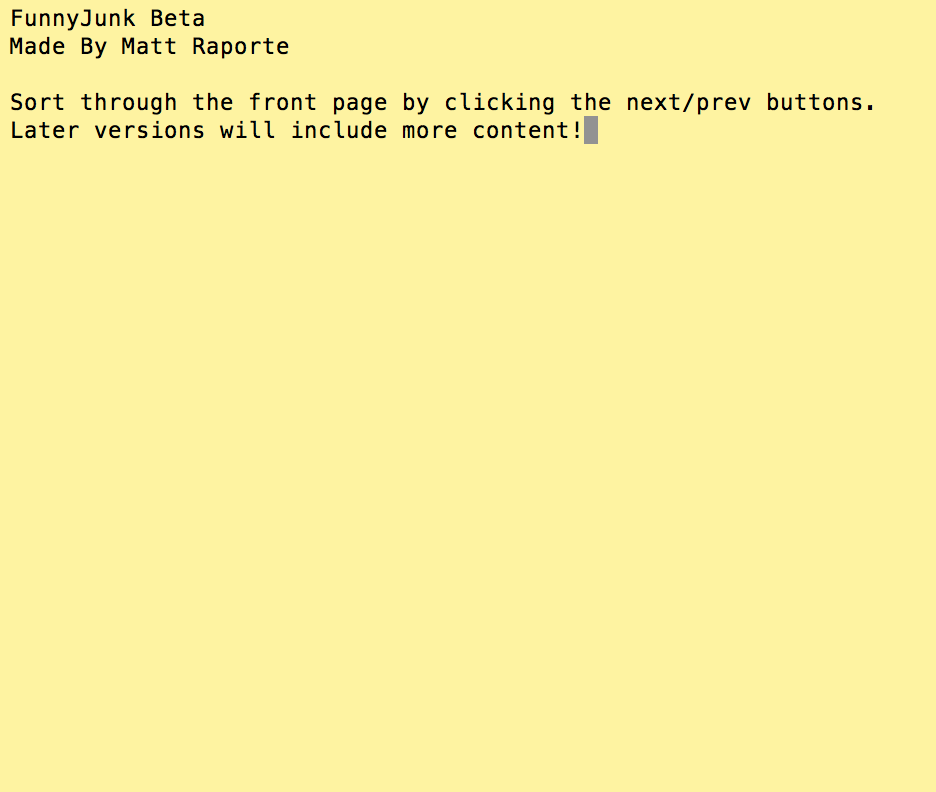 FunnyJunk Beta
Made By Matt Raporte
Sort through the front page by clicking the next/prev buttons.
Later versions will include more content!